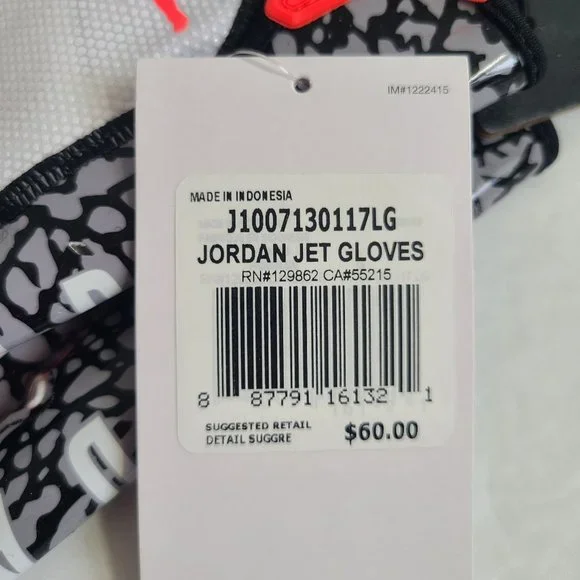 IM#1222415
MADE IN INDONESIA
J1007130117LG
JORDAN JET GLOVES
RN#129862 CA#55215
8 87791 16132 1
SUGGESTED RETAIL
DETAIL SUGGRE $60.00